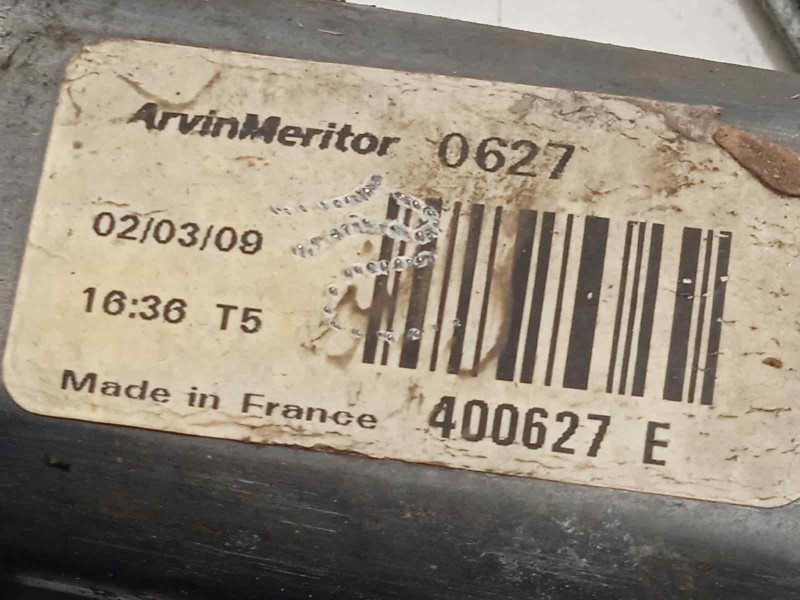 ArvinMeritor 0627
02/03/09
16:36 T5
Made in France 400627 E